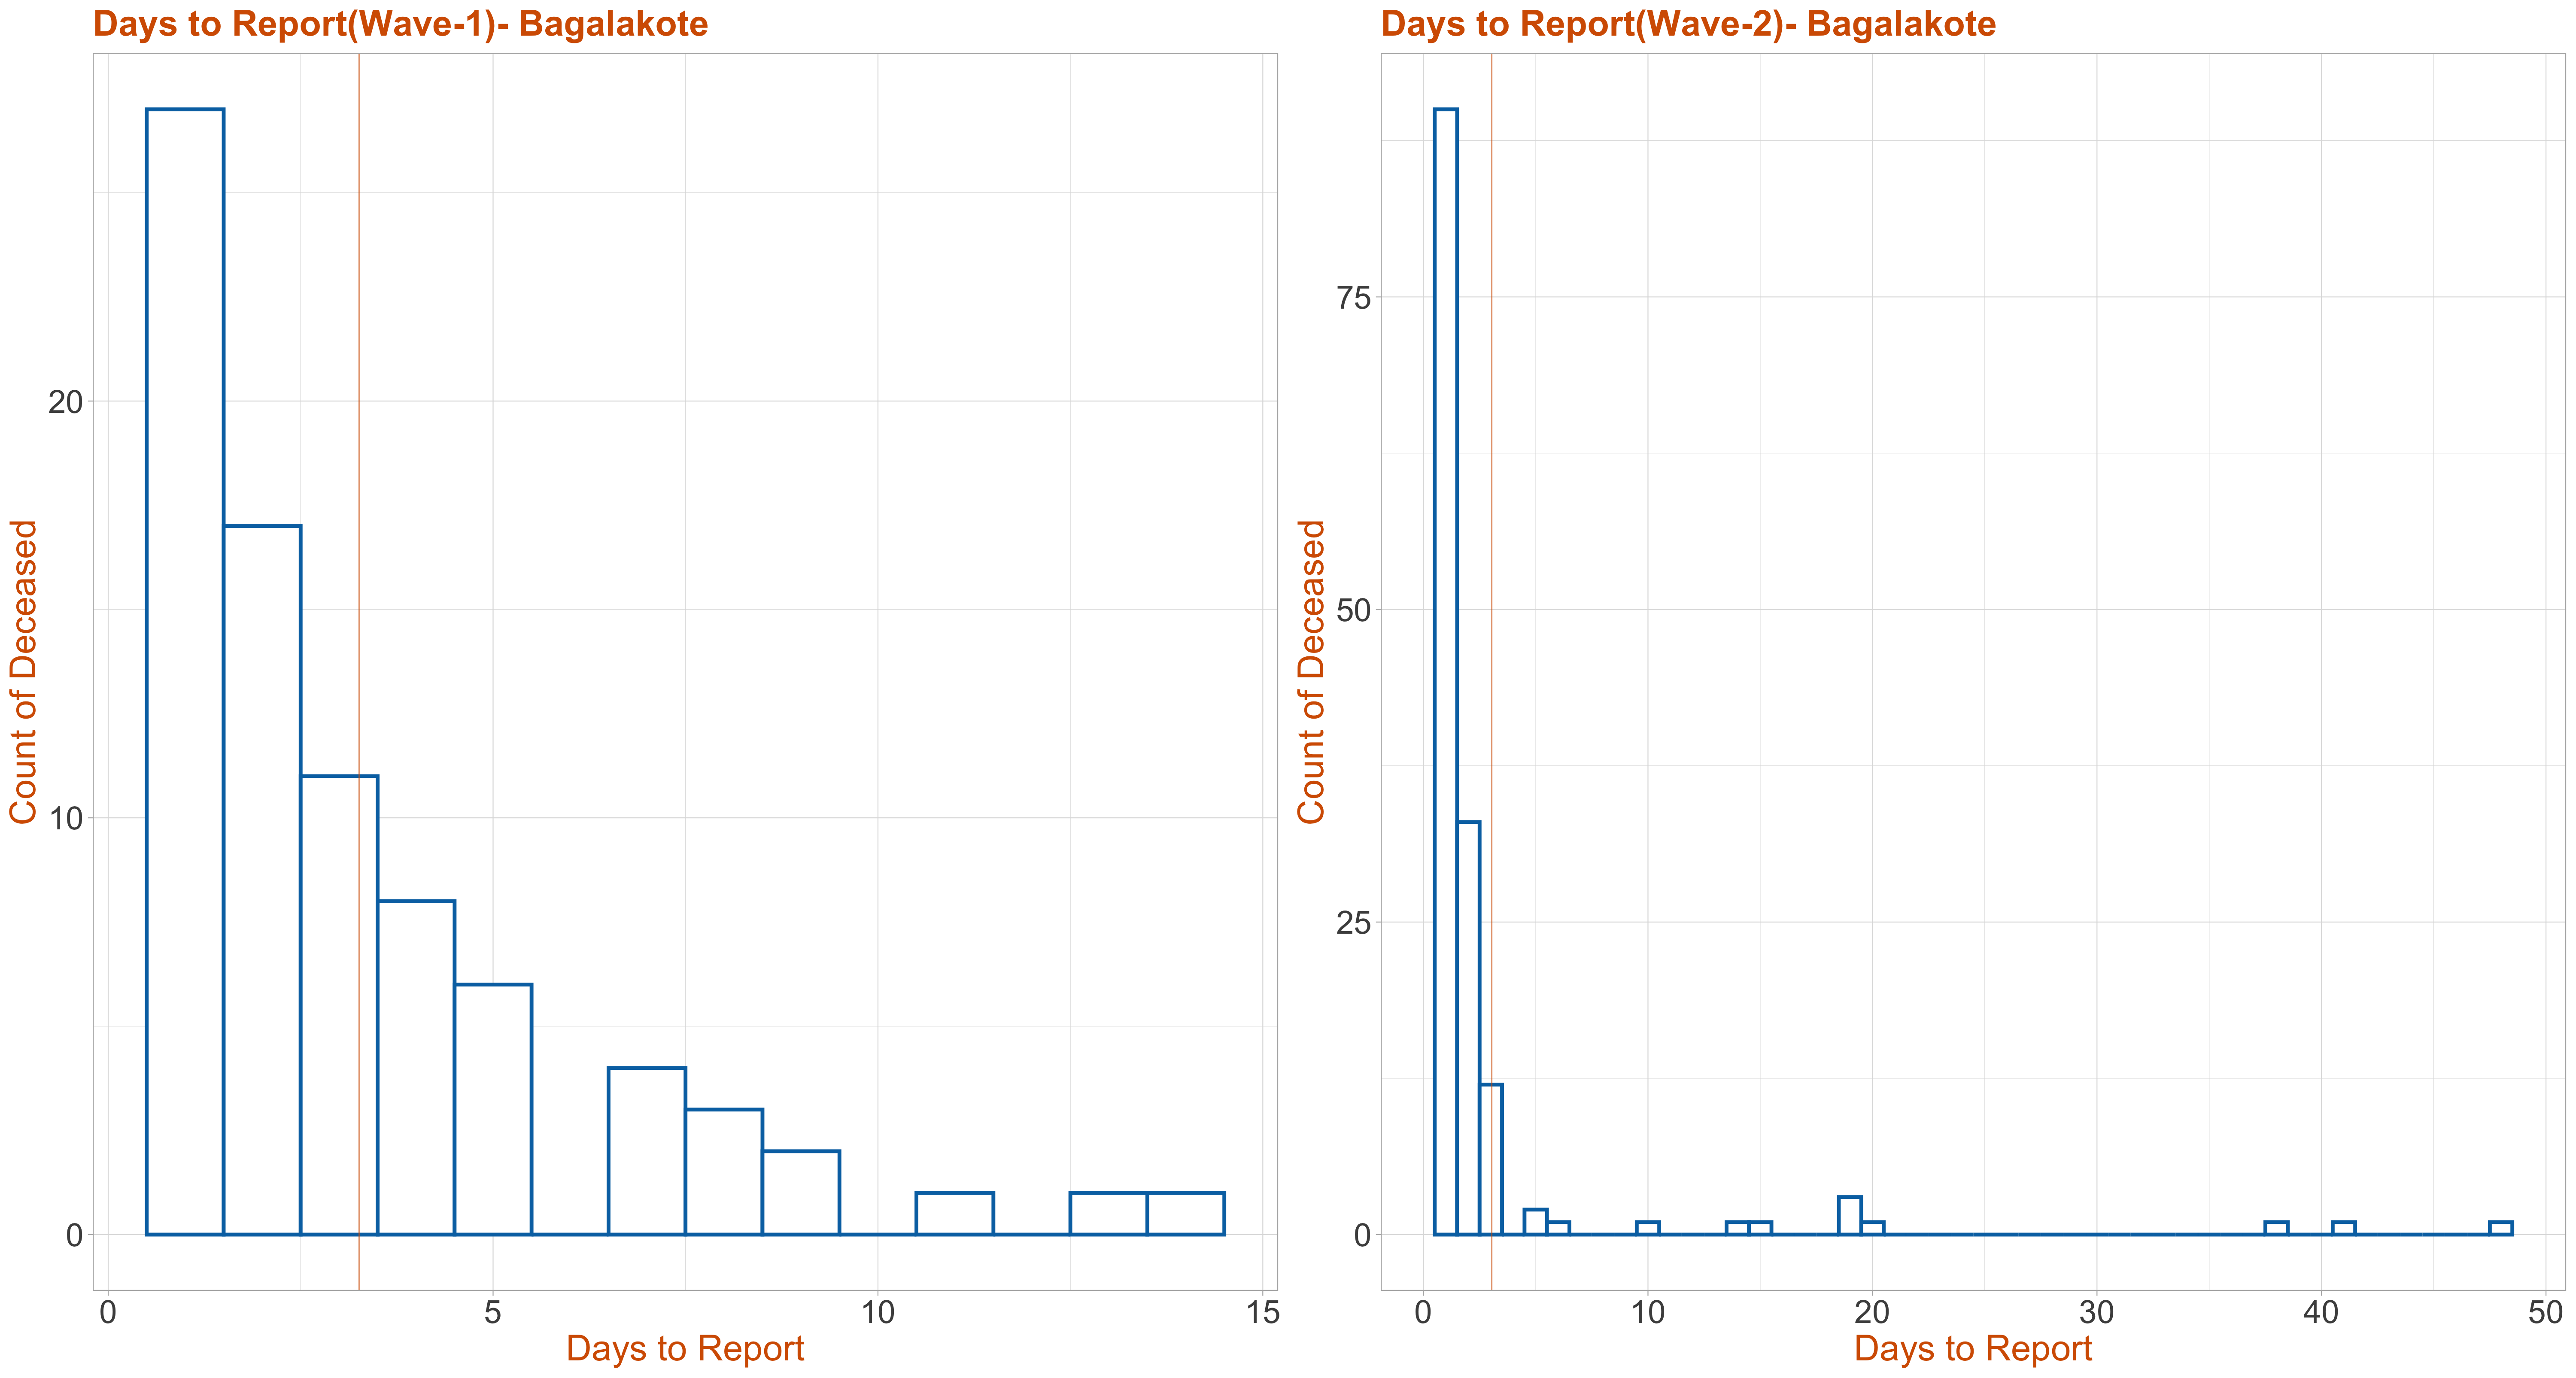 Days to Report(Wave-1)- Bagalakote
Count of Deceased
20
10
0
0 5 10 15
Days to Report
Days to Report(Wave-2)- Bagalakote
Count of Deceased
75
50
25
0
0 10 20 30 40 50
Days to Report